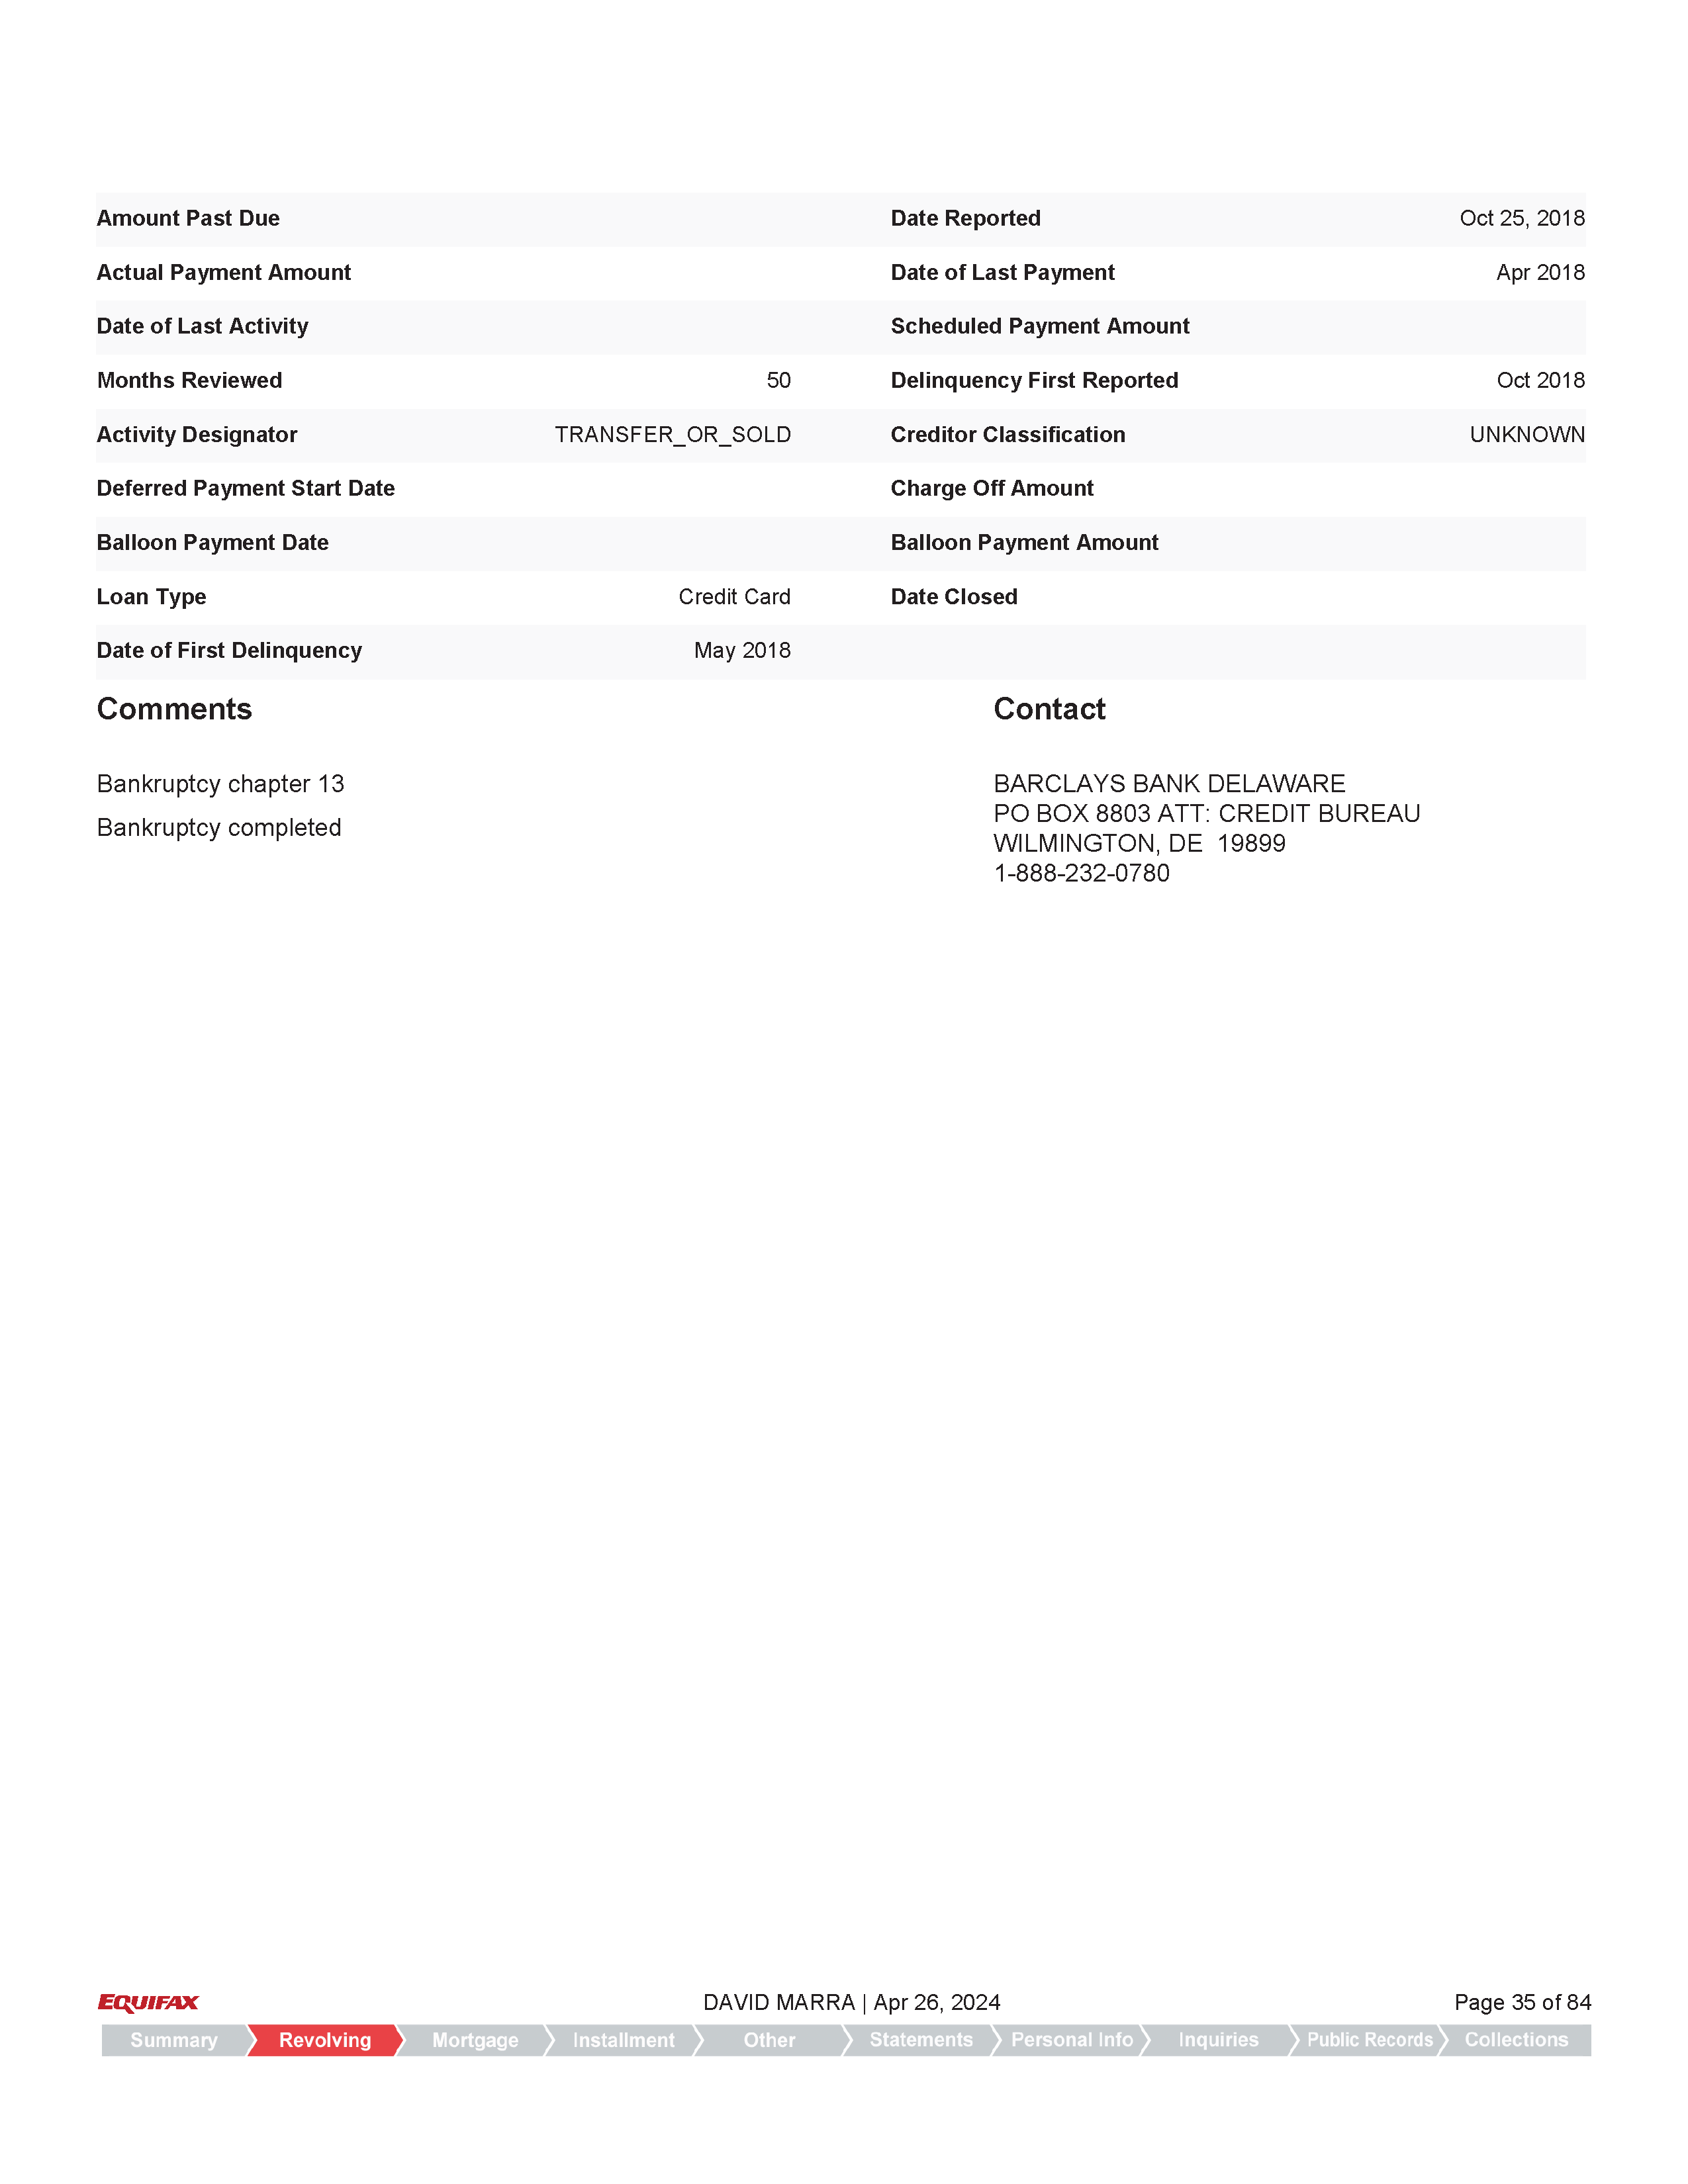 Amount Past Due Date Reported Oct 25, 2018
Actual Payment Amount Date of Last Payment Apr 2018
Date of Last Activity Scheduled Payment Amount
Months Reviewed 50 Delinquency First Reported Oct 2018
Activity Designator TRANSFER_OR_SOLD Creditor Classification UNKNOWN
Deferred Payment Start Date Charge Off Amount
Balloon Payment Date Balloon Payment Amount
Loan Type Credit Card Date Closed
Date of First Delinquency May 2018
Comments
Bankruptcy chapter 13
Bankruptcy completed
Contact
BARCLAYS BANK DELAWARE
PO BOX 8803 ATT: CREDIT BUREAU
WILMINGTON, DE 19899
1-888-232-0780
EQUIFAX DAVID MARRA | Apr 26, 2024 Page 35 of 84
Summary Revolving Mortgage Installment Other Statements Personal Info Inquiries Public Records Collections